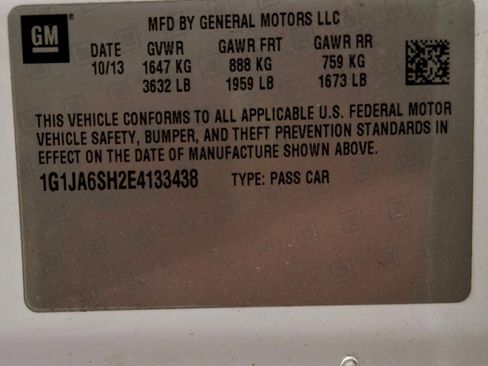 GM
MFD BY GENERAL MOTORS LLC
DATE GVWR GAWR FRT GAWR RR
10/13 1647 KG 888 KG 759 KG
3632 LB 1959 LB 1673 LB
THIS VEHICLE CONFORMS TO ALL APPLICABLE U.S. FEDERAL MOTOR
VEHICLE SAFETY, BUMPER, AND THEFT PREVENTION STANDARDS IN
EFFECT ON THE DATE OF MANUFACTURE SHOWN ABOVE.
1G1JA6SH2E4133438 TYPE: PASS CAR